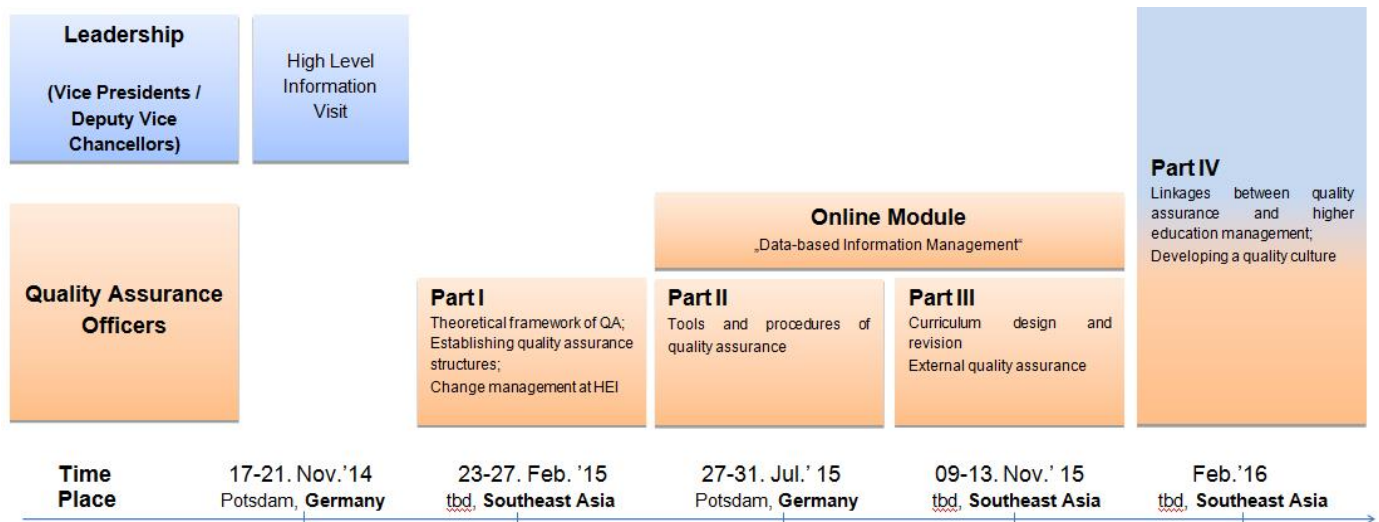 Leadership
(Vice Presidents /
Deputy Vice
Chancellors)
High Level
Information
Visit
Quality Assurance
Officers
Part I
Theoretical framework of QA;
Establishing quality assurance
structures;
Change management at HEI
Online Module
„Data-based Information Management“
Part II
Tools and procedures of
quality assurance
Part III
Curriculum design and
revision
External quality assurance
Part IV
Linkages between quality
assurance and higher
education management;
Developing a quality culture
Time
Place
17-21. Nov.'14
Potsdam, Germany
23-27. Feb. '15
tbd, Southeast Asia
27-31. Jul.' 15
Potsdam, Germany
09-13. Nov.' 15
tbd, Southeast Asia
Feb.'16
tbd, Southeast Asia